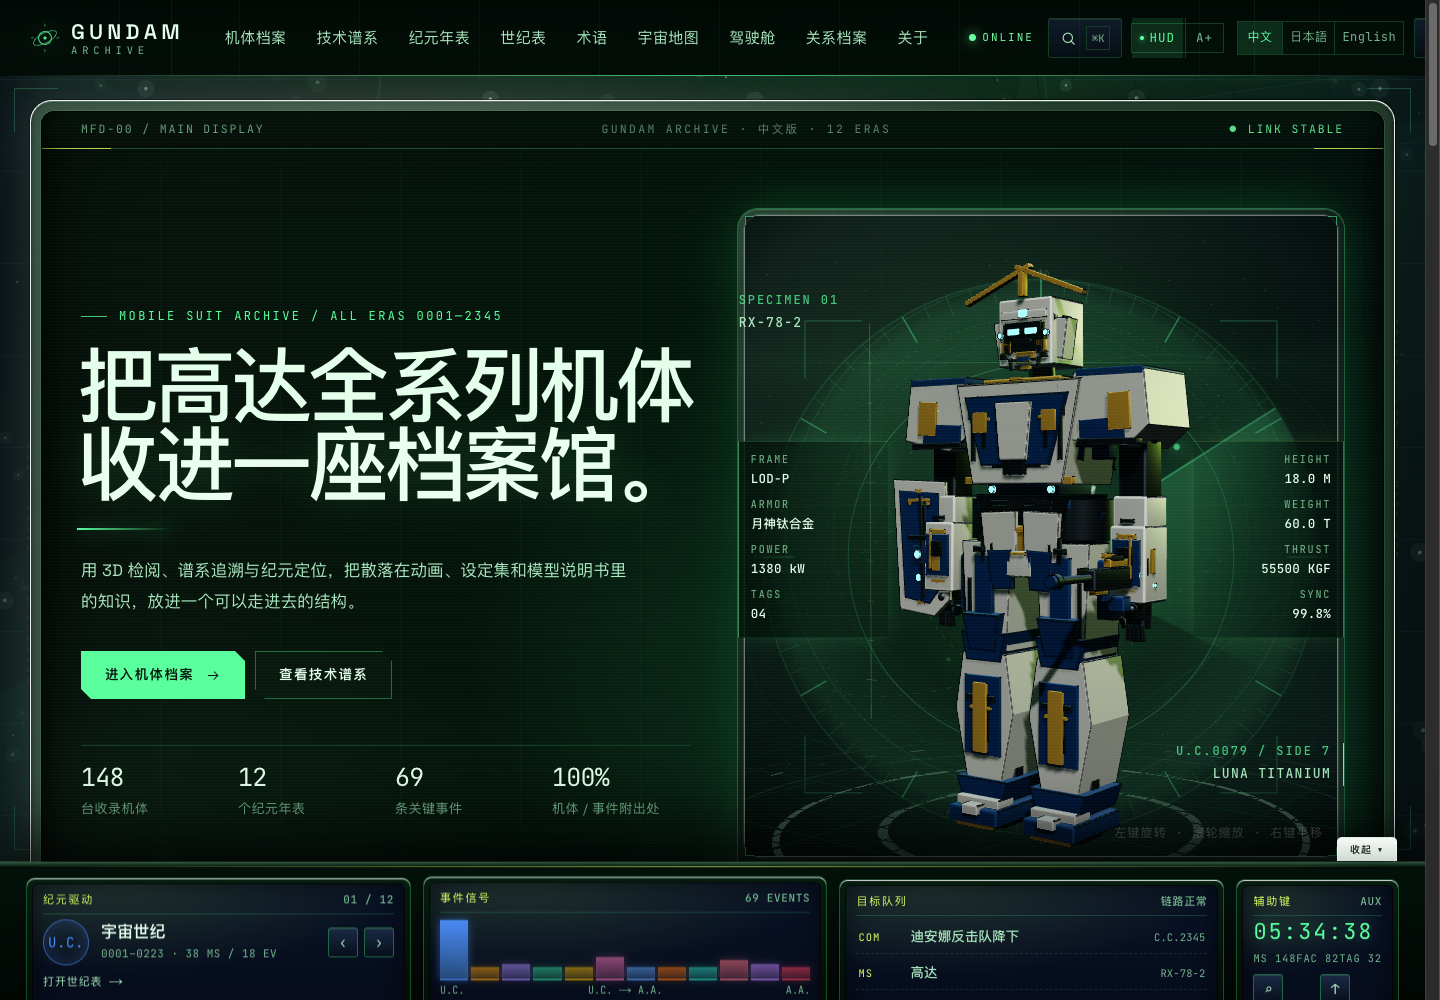 GUNDAM
ARCHIVE
机体档案 技术谱系 纪元年表 世纪表 术语 宇宙地图 驾驶舱 关系档案 关于
ONLINE
⌘K
HUD A+
中文 日本語 English
MFD-00 / MAIN DISPLAY
GUNDAM ARCHIVE · 中文版 · 12 ERAS
LINK STABLE
MOBILE SUIT ARCHIVE / ALL ERAS 0001—2345
把高达全系列机体
收进一座档案馆。
用 3D 检阅、谱系追溯与纪元定位，把散落在动画、设定集和模型说明书里
的知识，放进一个可以走进去的结构。
进入机体档案 →
查看技术谱系
148
台收录机体
12
个纪元年表
69
条关键事件
100%
机体 / 事件附出处
SPECIMEN 01
RX-78-2
FRAME
LOD-P
ARMOR
月神钛合金
POWER
1380 kW
TAGS
04
HEIGHT
18.0 M
WEIGHT
60.0 T
THRUST
55500 KGF
SYNC
99.8%
U.C.0079 / SIDE 7
LUNA TITANIUM
左键旋转 · 滚轮缩放 · 右键平移
收起 ▾
纪元驱动 01 / 12
U.C.
宇宙世纪
0001–0223 · 38 MS / 18 EV
‹ ›
打开世纪表 →
事件信号 69 EVENTS
U.C. U.C. → A.A. A.A.
目标队列 链路正常
COM 迪安娜反击队降下 C.C.2345
MS 高达 RX-78-2
辅助键 AUX
05:34:38
MS 148 FAC 82 TAG 32
⌕ ↑